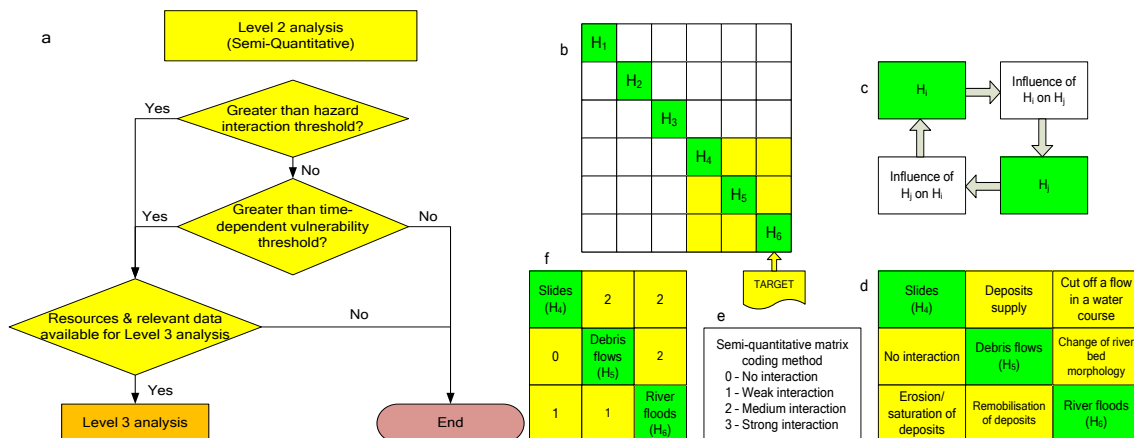 a
Level 2 analysis
(Semi-Quantitative)
Yes
Greater than hazard
interaction threshold?
No
Yes
Greater than time-
dependent vulnerability
threshold?
No
Resources & relevant data
available for Level 3 analysis
No
Yes
Level 3 analysis
End
b
H1
H2
H3
H4
H5
H6
TARGET
c
Hi
Influence of
Hi on Hj
Influence of
Hj on Hi
Hj
f
Slides
(H4)
2
2
0
Debris
flows
(H5)
2
1
1
River
floods
(H6)
e
Semi-quantitative matrix
coding method
0 - No interaction
1 - Weak interaction
2 - Medium interaction
3 - Strong interaction
d
Slides
(H4)
Deposits
supply
Cut off a flow
in a water
course
No interaction
Debris flows
(H5)
Change of river
bed
morphology
Erosion/
saturation of
deposits
Remobilisation
of deposits
River floods
(H6)